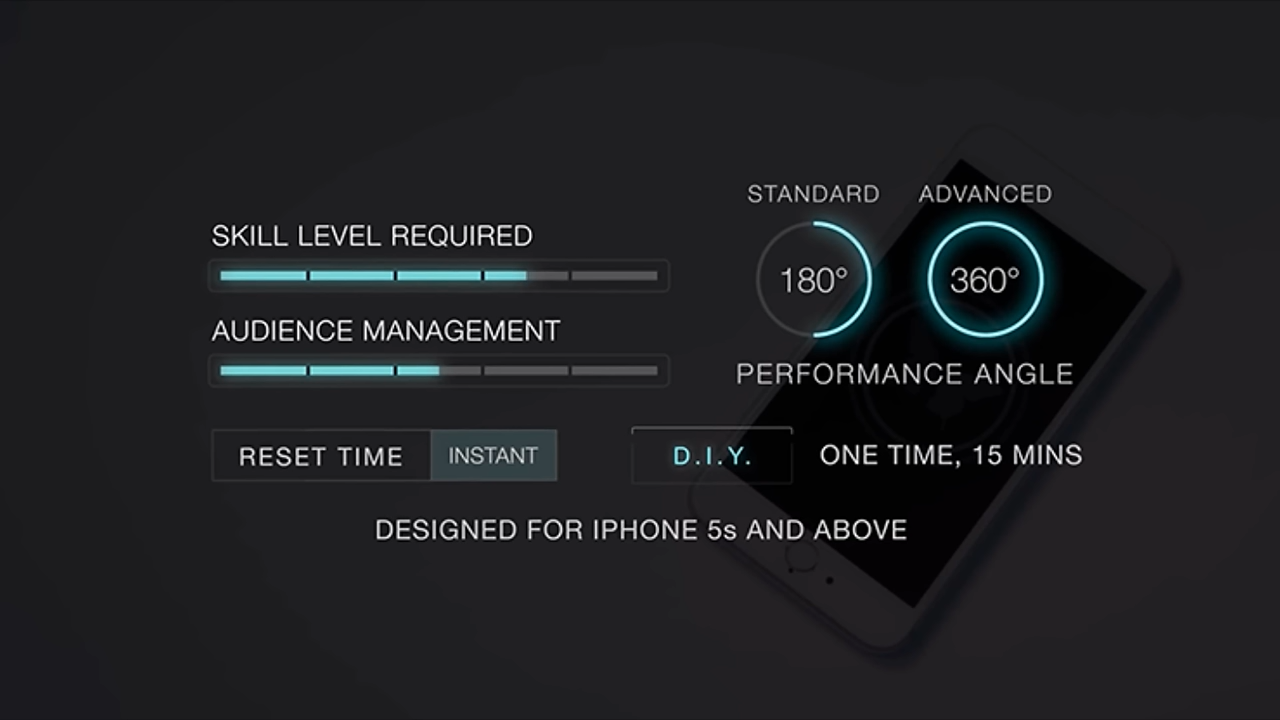 STANDARD ADVANCED
SKILL LEVEL REQUIRED
180° 360°
AUDIENCE MANAGEMENT
PERFORMANCE ANGLE
RESET TIME INSTANT D.I.Y. ONE TIME, 15 MINS
DESIGNED FOR IPHONE 5s AND ABOVE